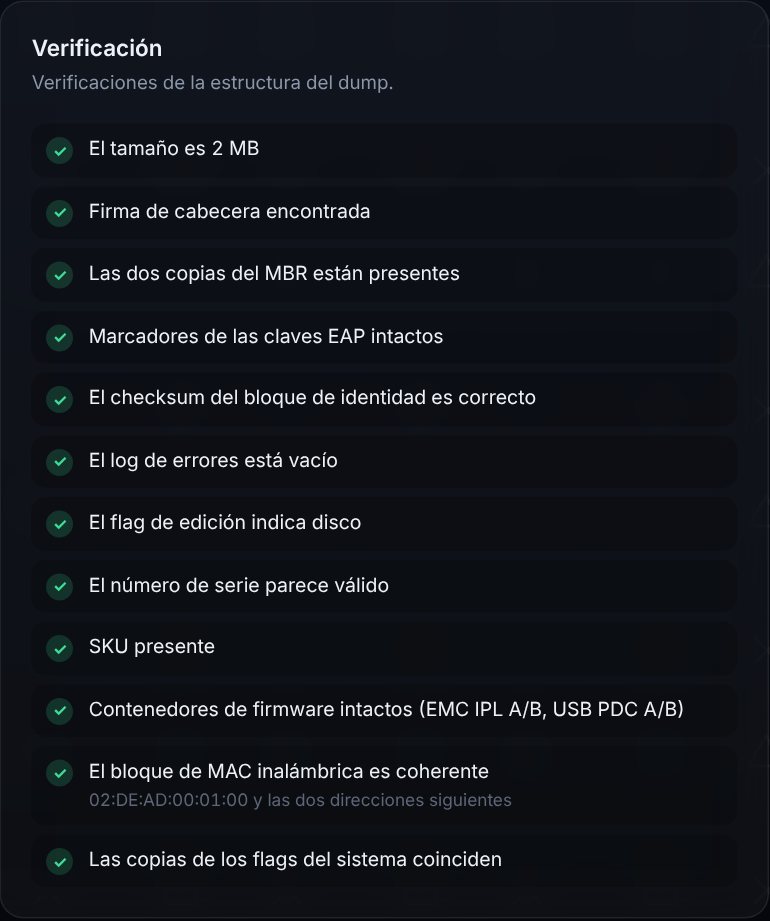 Verificación
Verificaciones de la estructura del dump.
El tamaño es 2 MB
Firma de cabecera encontrada
Las dos copias del MBR están presentes
Marcadores de las claves EAP intactos
El checksum del bloque de identidad es correcto
El log de errores está vacío
El flag de edición indica disco
El número de serie parece válido
SKU presente
Contenedores de firmware intactos (EMC IPL A/B, USB PDC A/B)
El bloque de MAC inalámbrica es coherente
02:DE:AD:00:01:00 y las dos direcciones siguientes
Las copias de los flags del sistema coinciden